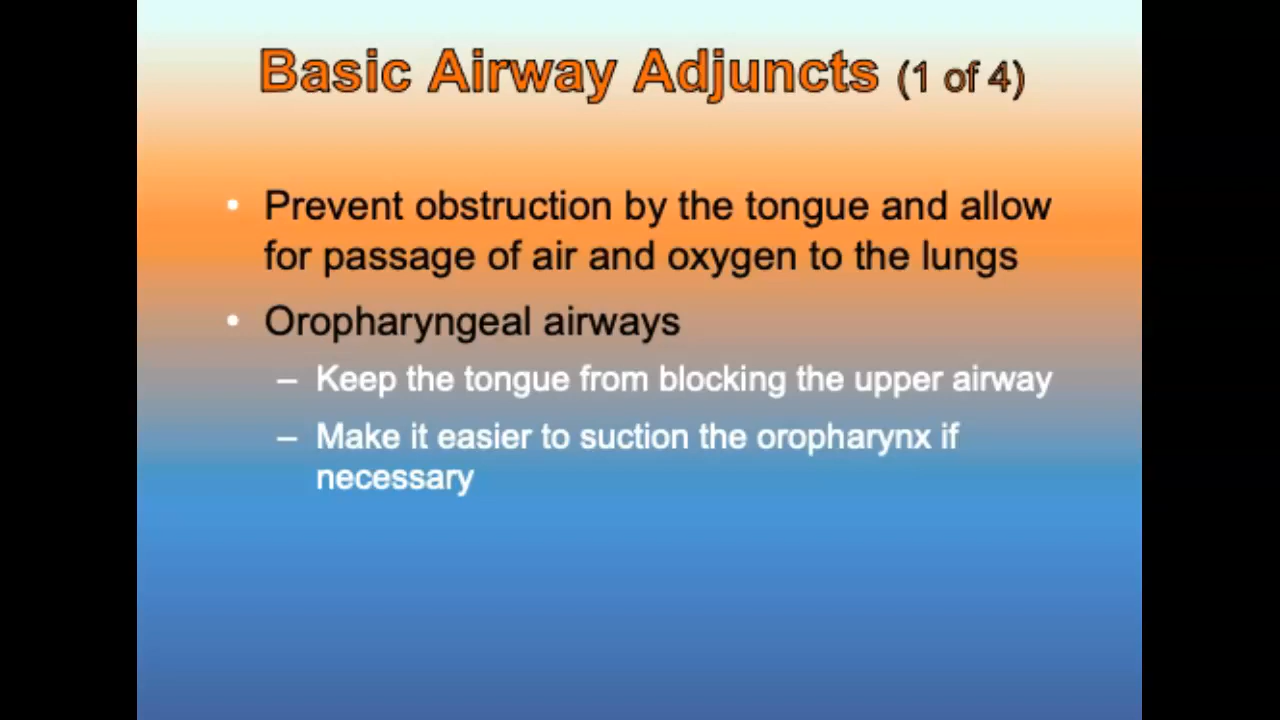 Basic Airway Adjuncts (1 of 4)
• Prevent obstruction by the tongue and allow
for passage of air and oxygen to the lungs
• Oropharyngeal airways
– Keep the tongue from blocking the upper airway
– Make it easier to suction the oropharynx if
necessary